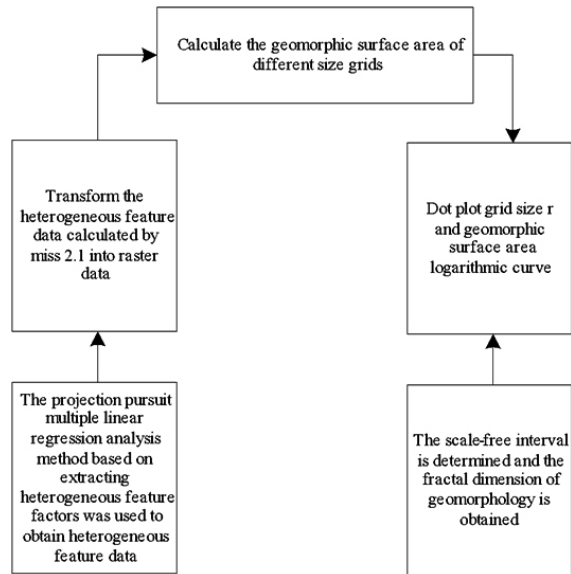 Calculate the geomorphic surface area of
different size grids
Transform the
heterogeneous feature
data calculated by
miss 2.1 into raster
data
Dot plot grid size r
and geomorphic
surface area
logarithmic curve
The projection pursuit
multiple linear
regression analysis
method based on
extracting
heterogeneous feature
factors was used to
obtain heterogeneous
feature data
The scale-free interval
is determined and the
fractal dimension of
geomorphology is
obtained